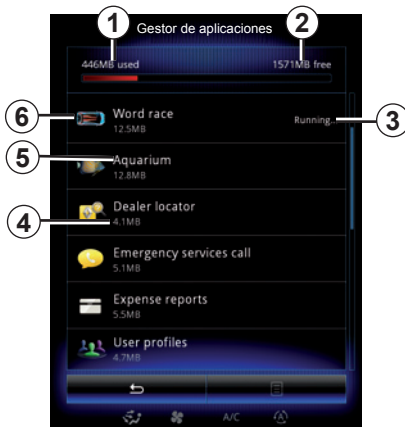 1
2
Gestor de aplicaciones
446MB used
1571MB free
6
Word race
12.5MB
Running...
3
5
Aquarium
12.8MB
Dealer locator
4
4.1MB
Emergency services call
5.1MB
Expense reports
5.5MB
User profiles
4.7MB
A/C
A